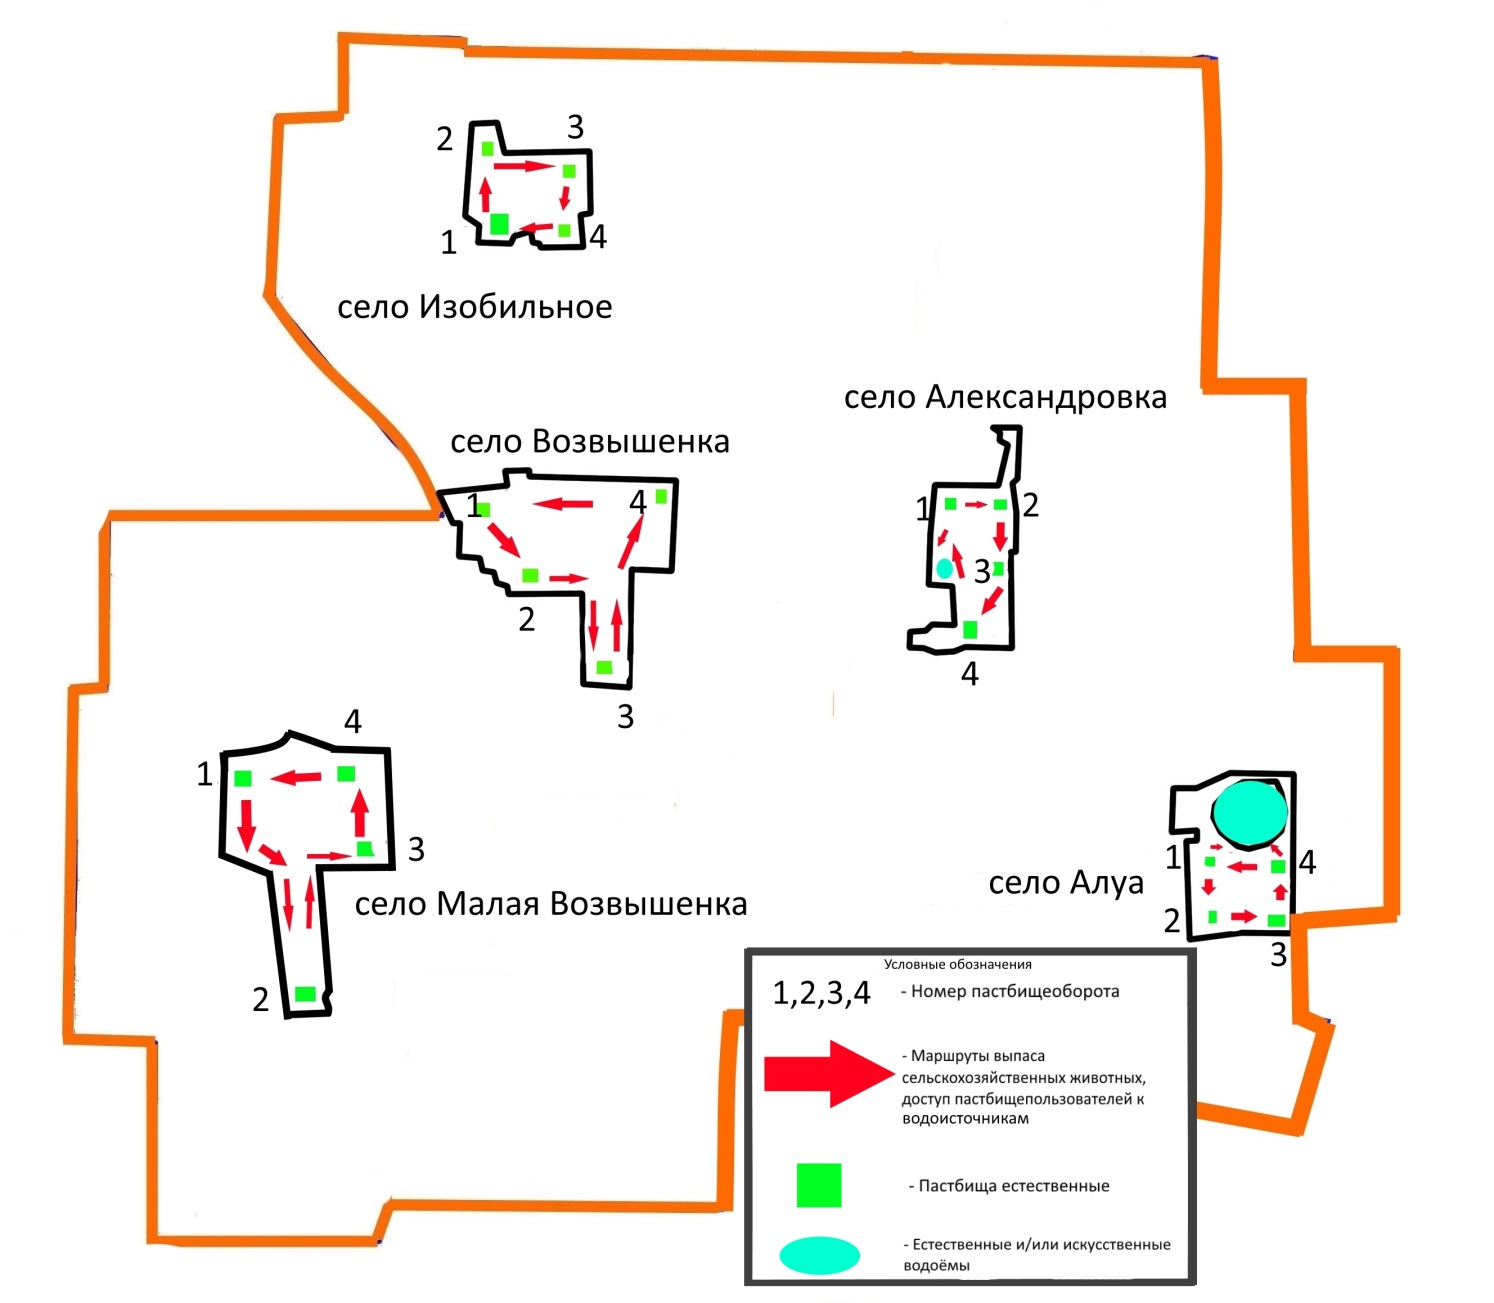 2
3
1
4
село Изобильное
село Александровка
село Возвышенка
1
4
2
3
1
2
3
4
4
1
3
село Малая Возвышенка
2
1
4
село Алуа
2
3
Условные обозначения
1,2,3,4 - Номер пастбищеоборота
- Маршруты выпаса
сельскохозяйственных животных,
доступ пастбищепользователей к
водоисточникам
- Пастбища естественные
- Естественные и/или искусственные
водоёмы